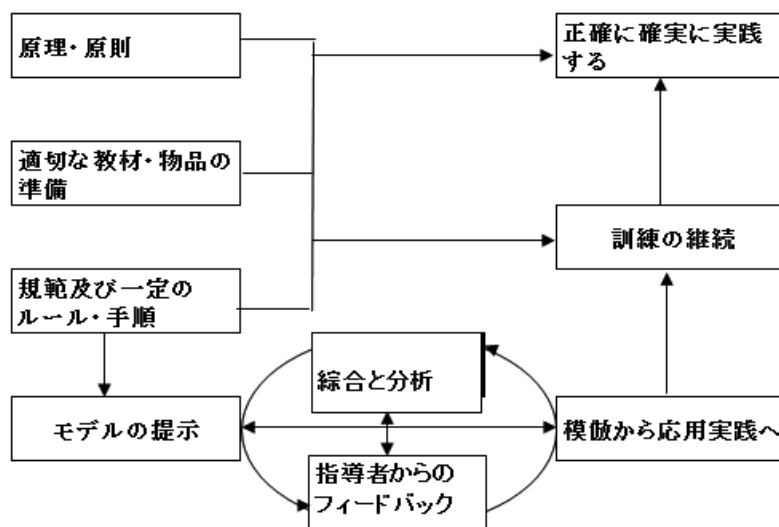 原理・原則
正確に確実に実践
する
適切な教材・物品の
準備
訓練の継続
規範及び一定の
ルール・手順
綜合と分析
モデルの提示
模倣から応用実践へ
指導者からの
フィードバック